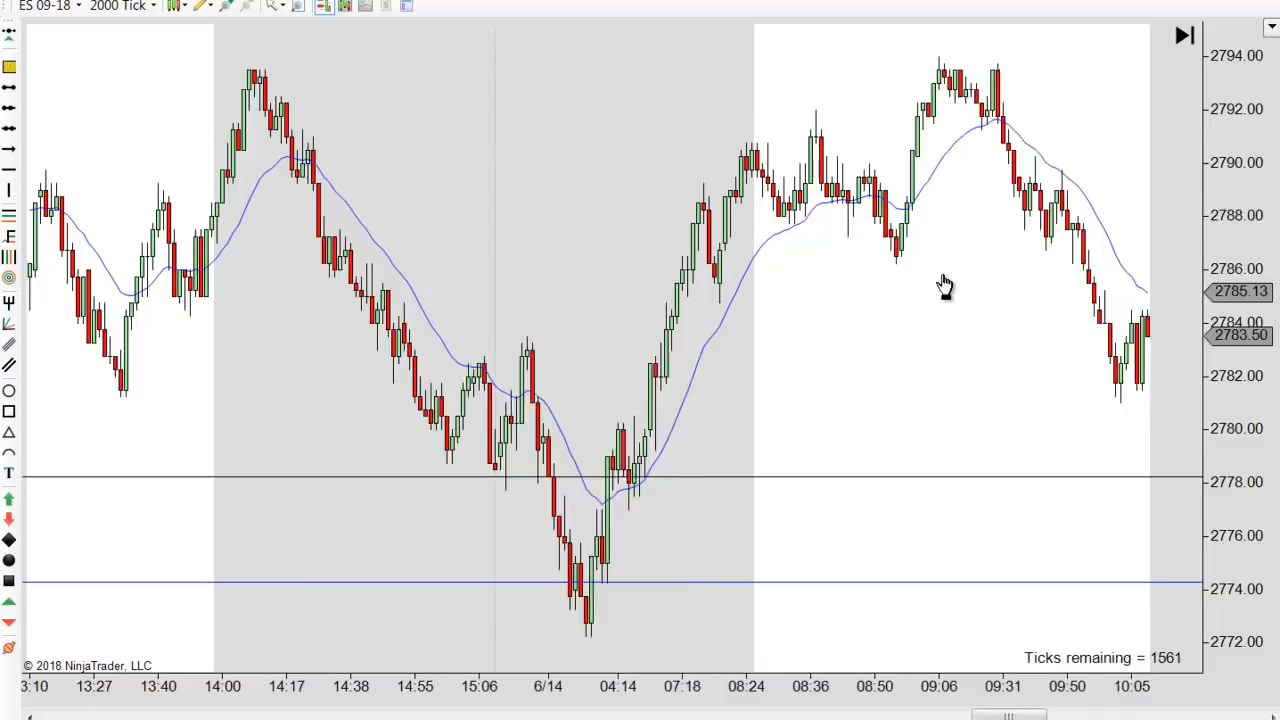 ES 09-18 2000 Tick
2794.00
2792.00
2790.00
2788.00
2786.00
2785.13
2784.00
2783.50
2782.00
2780.00
2778.00
2776.00
2774.00
2772.00
F
T
Ticks remaining = 1561
© 2018 NinjaTrader, LLC
3:10 13:27 13:40 14:00 14:17 14:38 14:55 15:06 6/14 04:14 07:18 08:24 08:36 08:50 09:06 09:31 09:50 10:05